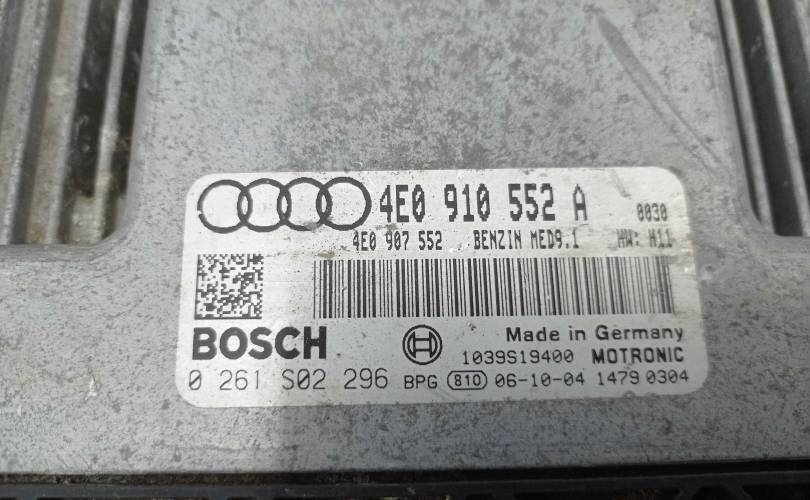 4E0 910 552 A 0030
4E0 907 552 BENZIN MED9.1 HW: H11
BOSCH Made in Germany
1039S19400 MOTRONIC
0 261 S02 296 BPG 810 06-10-04 1479 0304